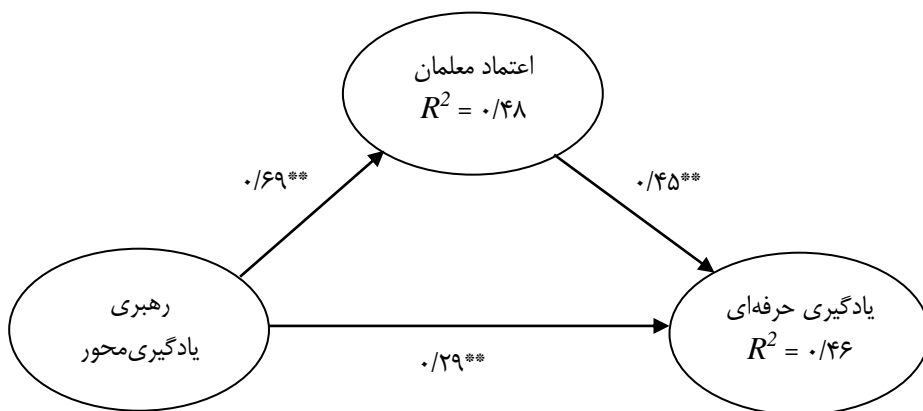 اعتماد معلمان
R² = ۰/۴۸
۰/۶۹**
۰/۴۵**
رهبری
یادگیری‌محور
یادگیری حرفه‌ای
R² = ۰/۴۶
۰/۲۹**